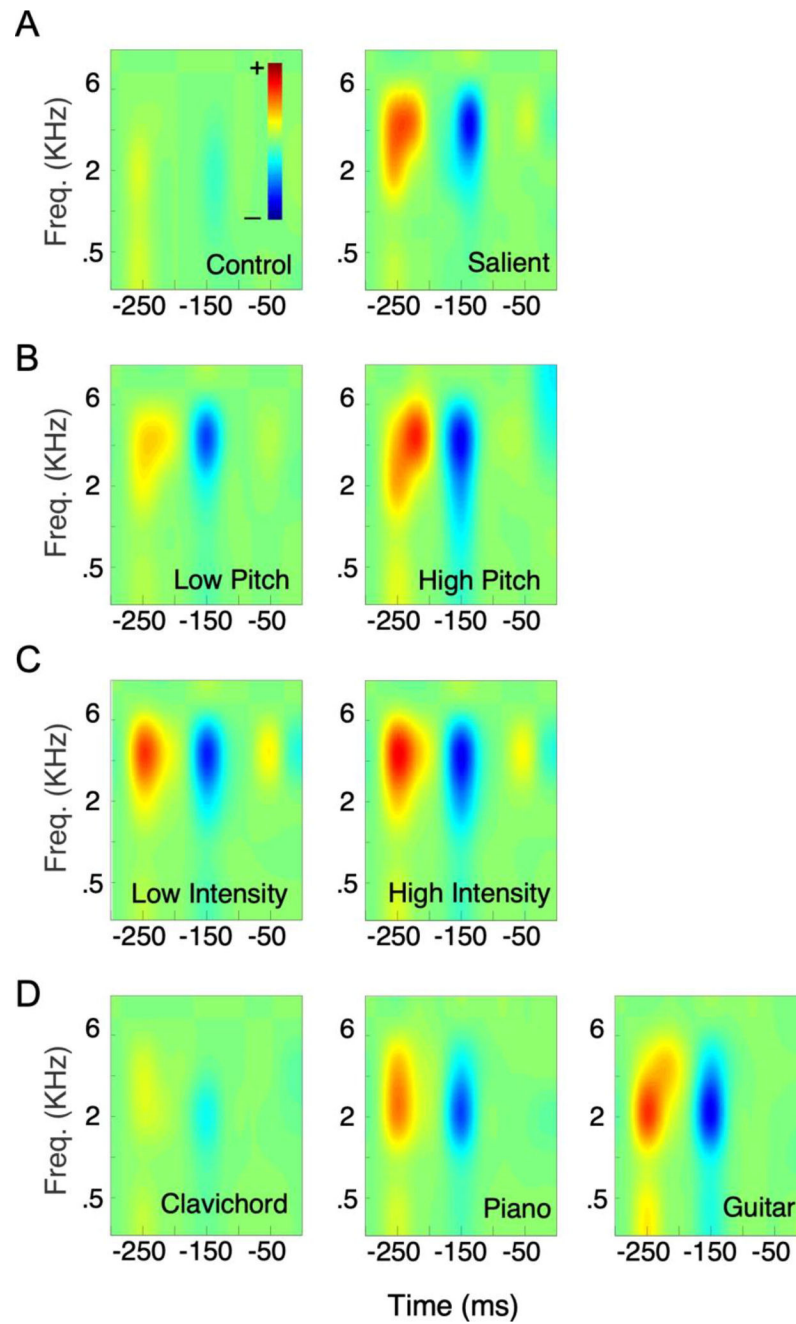 A
Freq. (KHz)
6
2
.5
+
−
Control
-250 -150 -50
Salient
-250 -150 -50
B
Freq. (KHz)
6
2
.5
Low Pitch
-250 -150 -50
6
2
.5
High Pitch
-250 -150 -50
C
Freq. (KHz)
6
2
.5
Low Intensity
-250 -150 -50
6
2
.5
High Intensity
-250 -150 -50
D
Freq. (KHz)
6
2
.5
Clavichord
-250 -150 -50
6
2
.5
Piano
-250 -150 -50
6
2
.5
Guitar
-250 -150 -50
Time (ms)